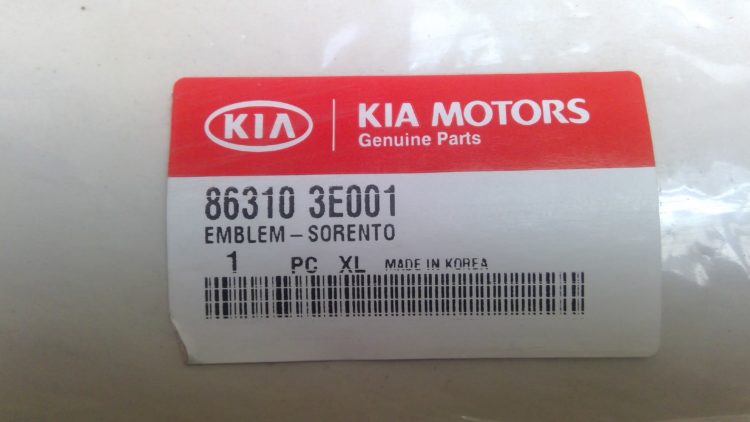 KIA
KIA MOTORS
Genuine Parts
86310 3E001
EMBLEM-SORENTO
1 PC XL MADE IN KOREA